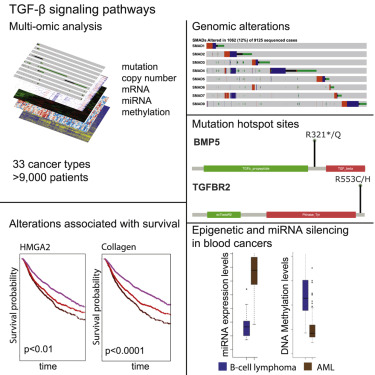 TGF-β signaling pathways
Multi-omic analysis
mutation
copy number
mRNA
miRNA
methylation
33 cancer types
>9,000 patients
Genomic alterations
SMADs Altered in 1092 (12%) of 9125 sequenced cases
SMAD1
SMAD2
SMAD3
SMAD4
SMAD5
SMAD6
SMAD7
SMAD9
Mutation hotspot sites
R321*/Q
BMP5
TGFb_propeptide
TGF_beta
R553C/H
TGFBR2
Pkinase_Tyr
Alterations associated with survival
HMGA2
Collagen
Survival probability
Survival probability
p<0.01
p<0.0001
time
time
Epigenetic and miRNA silencing
in blood cancers
miRNA expression levels
DNA Methylation levels
B-cell lymphoma
AML